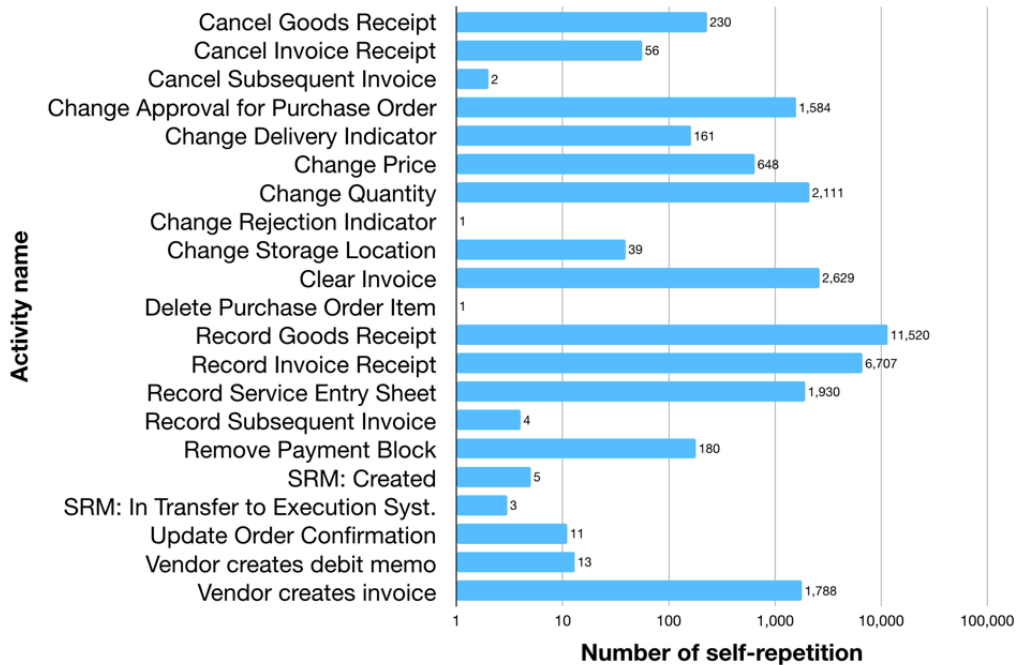 Cancel Goods Receipt 230
Cancel Invoice Receipt 56
Cancel Subsequent Invoice 2
Change Approval for Purchase Order 1,584
Change Delivery Indicator 161
Change Price 648
Change Quantity 2,111
Change Rejection Indicator 1
Change Storage Location 39
Clear Invoice 2,629
Delete Purchase Order Item 1
Record Goods Receipt 11,520
Record Invoice Receipt 6,707
Record Service Entry Sheet 1,930
Record Subsequent Invoice 4
Remove Payment Block 180
SRM: Created 5
SRM: In Transfer to Execution Syst. 3
Update Order Confirmation 11
Vendor creates debit memo 13
Vendor creates invoice 1,788
Activity name
1 10 100 1,000 10,000 100,000
Number of self-repetition